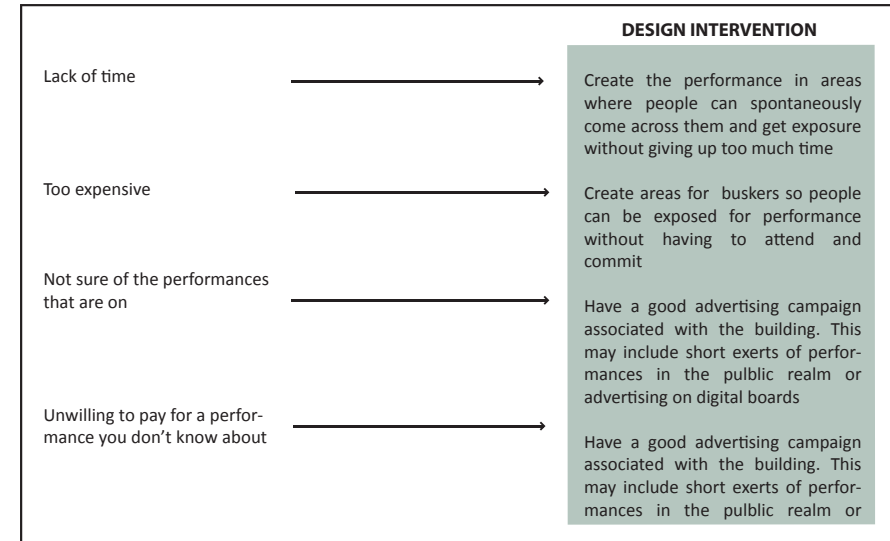 DESIGN INTERVENTION
Lack of time
Create the performance in areas
where people can spontaneously
come across them and get exposure
without giving up too much time
Too expensive
Create areas for buskers so people
can be exposed for performance
without having to attend and
commit
Not sure of the performances
that are on
Have a good advertising campaign
associated with the building. This
may include short exerts of perfor-
mances in the pulblic realm or
advertising on digital boards
Unwilling to pay for a perfor-
mance you don't know about
Have a good advertising campaign
associated with the building. This
may include short exerts of perfor-
mances in the pulblic realm or